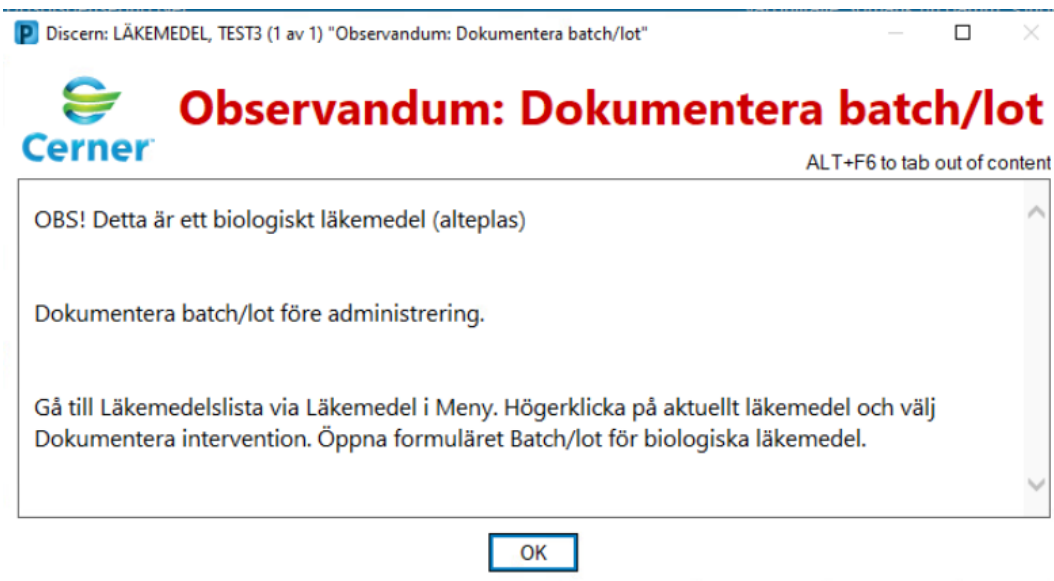 Discern: LÄKEMEDEL, TEST3 (1 av 1) "Observandum: Dokumentera batch/lot"
Cerner
Observandum: Dokumentera batch/lot
ALT+F6 to tab out of content
OBS! Detta är ett biologiskt läkemedel (alteplas)
Dokumentera batch/lot före administrering.
Gå till Läkemedelslista via Läkemedel i Meny. Högerklicka på aktuellt läkemedel och välj
Dokumentera intervention. Öppna formuläret Batch/lot för biologiska läkemedel.
OK